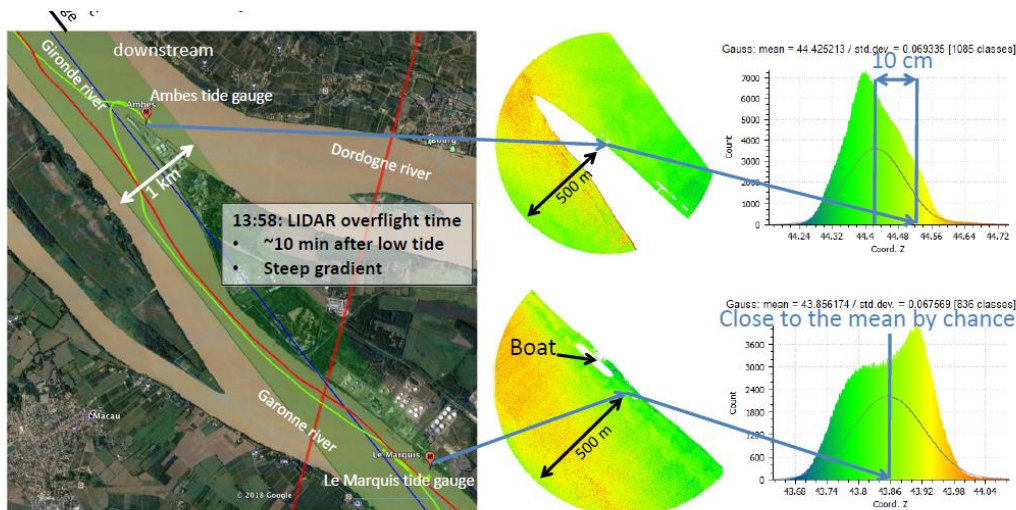 downstream
Gironde river
Ambes tide gauge
Ambes
Dordogne river
Bourg
1 km
13:58: LIDAR overflight time
• ~10 min after low tide
• Steep gradient
Garonne river
Macau
Le Marquis
Le Marquis tide gauge
© 2018 Google
500 m
Gauss: mean = 44.425213 / std.dev. = 0.069335 [1085 classes]
10 cm
Count
7000
6000
5000
4000
3000
2000
1000
0
44.24 44.32 44.4 44.48 44.56 44.64 44.72
Coord. Z
Boat
500 m
Gauss: mean = 43.856174 / std.dev. = 0.067569 [836 classes]
Close to the mean by chance
Count
3600
3000
2400
1800
1200
600
0
43.68 43.74 43.8 43.86 43.92 43.98 44.04
Coord. Z